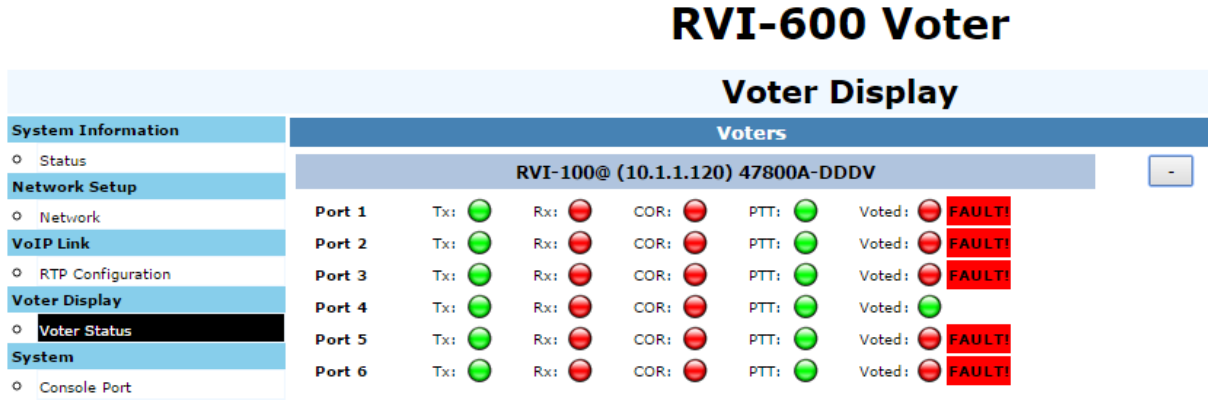 RVI-600 Voter
Voter Display
System Information
Status
Network Setup
Network
VoIP Link
RTP Configuration
Voter Display
Voter Status
System
Console Port
Voters
RVI-100@ (10.1.1.120) 47800A-DDDV
-
Port 1 Tx: Rx: COR: PTT: Voted: FAULT!
Port 2 Tx: Rx: COR: PTT: Voted: FAULT!
Port 3 Tx: Rx: COR: PTT: Voted: FAULT!
Port 4 Tx: Rx: COR: PTT: Voted:
Port 5 Tx: Rx: COR: PTT: Voted: FAULT!
Port 6 Tx: Rx: COR: PTT: Voted: FAULT!